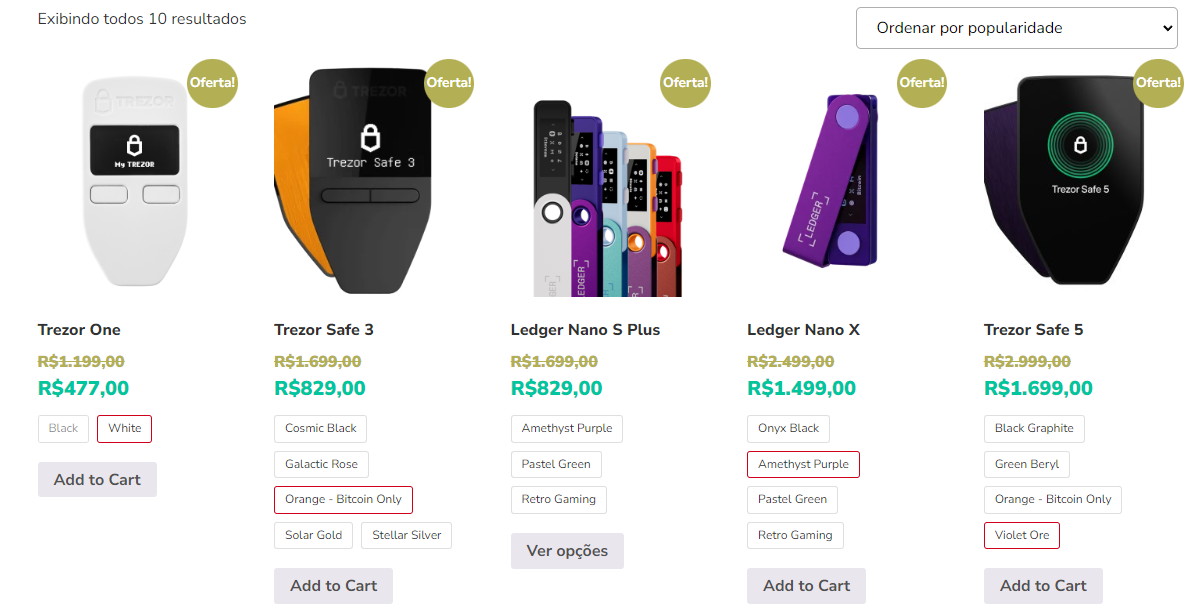 Exibindo todos 10 resultados
Ordenar por popularidade
Oferta!
TREZOR
My TREZOR
Trezor One
R$1.199,00
R$477,00
Black
White
Add to Cart
Oferta!
TREZOR
Trezor Safe 3
Trezor Safe 3
R$1.699,00
R$829,00
Cosmic Black
Galactic Rose
Orange - Bitcoin Only
Solar Gold
Stellar Silver
Add to Cart
Oferta!
LEDGER
Ledger Nano S Plus
R$1.699,00
R$829,00
Amethyst Purple
Pastel Green
Retro Gaming
Ver opções
Oferta!
LEDGER
Bitcoin
Ledger Nano X
R$2.499,00
R$1.499,00
Onyx Black
Amethyst Purple
Pastel Green
Retro Gaming
Add to Cart
Oferta!
Trezor Safe 5
Trezor Safe 5
R$2.999,00
R$1.699,00
Black Graphite
Green Beryl
Orange - Bitcoin Only
Violet Ore
Add to Cart